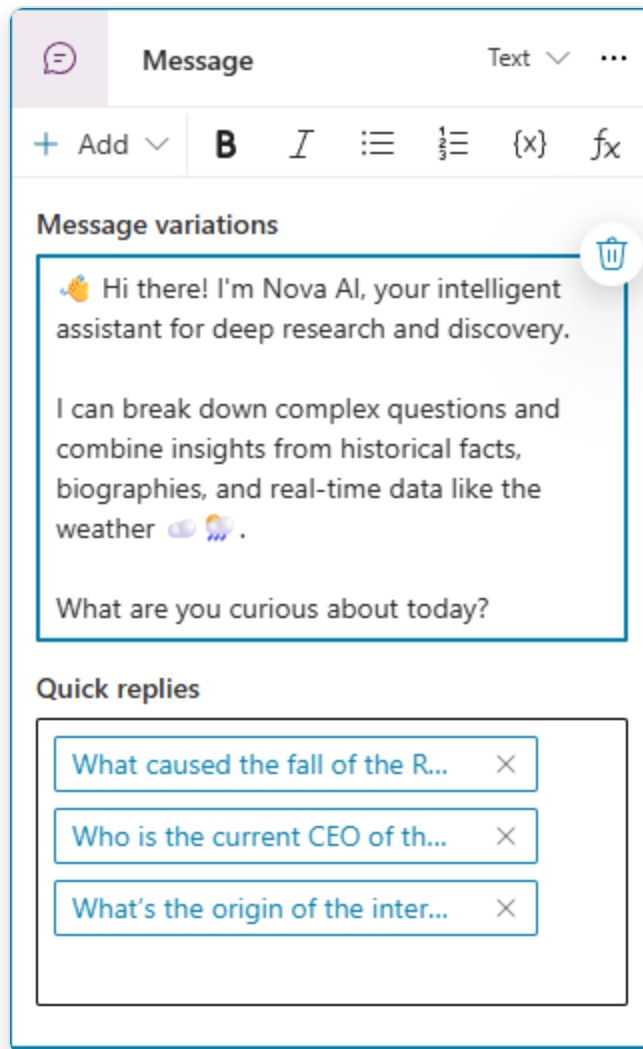 Message
Text
Add
B
I
{x}
fx
Message variations
👋 Hi there! I'm Nova AI, your intelligent
assistant for deep research and discovery.
I can break down complex questions and
combine insights from historical facts,
biographies, and real-time data like the
weather ☁️ 🌦️ .
What are you curious about today?
Quick replies
What caused the fall of the R...
Who is the current CEO of th...
What's the origin of the inter...